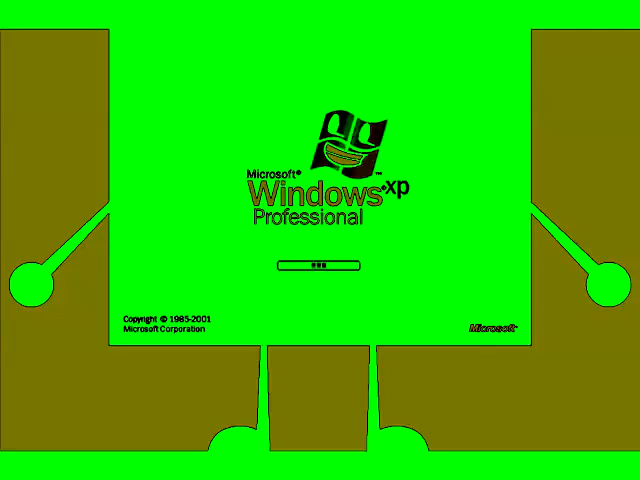 Microsoft®
Windows xp
Professional
Copyright © 1985-2001
Microsoft Corporation
Microsoft